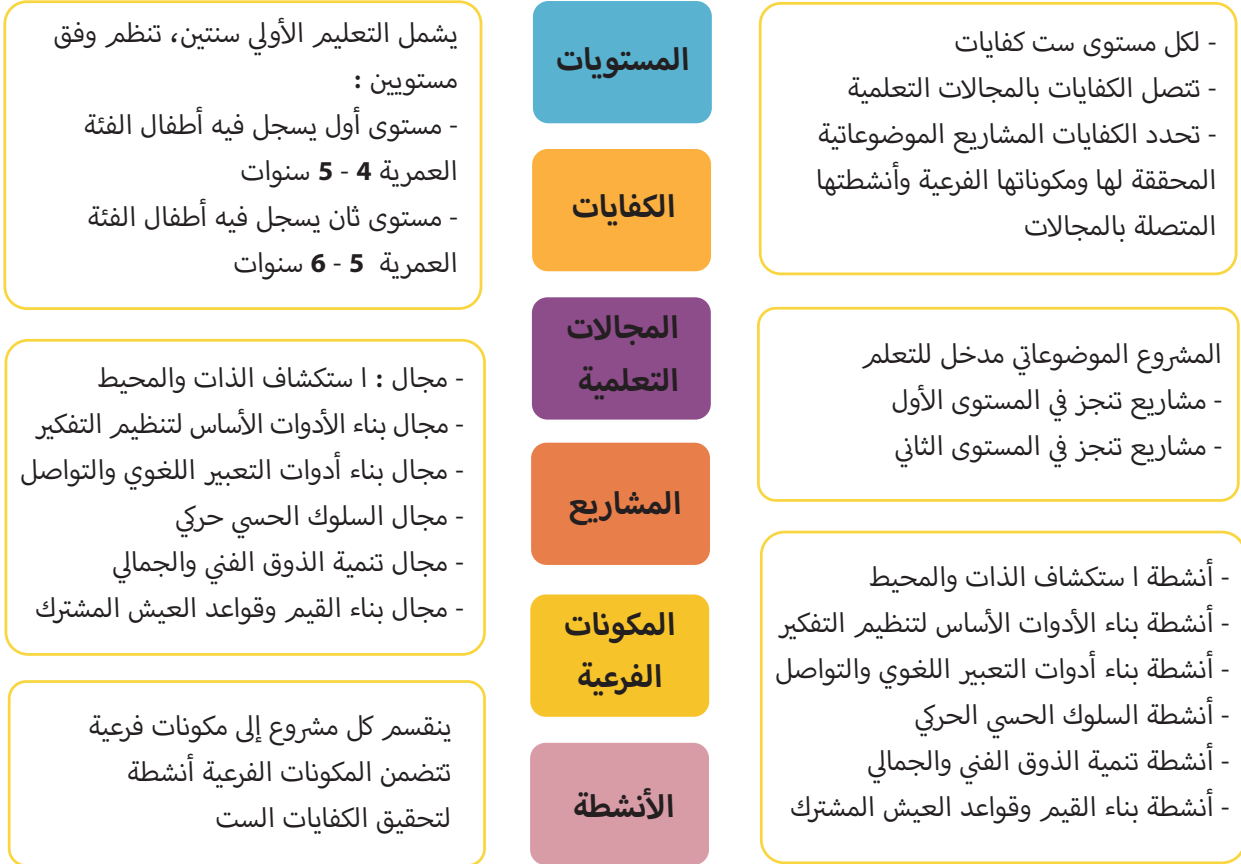 - لكل مستوى ست كفايات
- تتصل الكفايات بالمجالات التعلمية
- تحدد الكفايات المشاريع الموضوعاتية
المحققة لها ومكوناتها الفرعية وأنشطتها
المتصلة بالمجالات
المشروع الموضوعاتي مدخل للتعلم
- مشاريع تنجز في المستوى الأول
- مشاريع تنجز في المستوى الثاني
- أنشطة ا ستكشاف الذات والمحيط
- أنشطة بناء الأدوات الأساس لتنظيم التفكير
- أنشطة بناء أدوات التعبير اللغوي والتواصل
- أنشطة السلوك الحسي الحركي
- أنشطة تنمية الذوق الفني والجمالي
- أنشطة بناء القيم وقواعد العيش المشترك
المستويات
الكفايات
المجالات
التعلمية
المشاريع
المكونات
الفرعية
الأنشطة
يشمل التعليم الأولي سنتين، تنظم وفق
مستويين :
- مستوى أول يسجل فيه أطفال الفئة
العمرية 4 - 5 سنوات
- مستوى ثان يسجل فيه أطفال الفئة
العمرية 5 - 6 سنوات
- مجال : ا ستكشاف الذات والمحيط
- مجال بناء الأدوات الأساس لتنظيم التفكير
- مجال بناء أدوات التعبير اللغوي والتواصل
- مجال السلوك الحسي حركي
- مجال تنمية الذوق الفني والجمالي
- مجال بناء القيم وقواعد العيش المشترك
ينقسم كل مشروع إلى مكونات فرعية
تتضمن المكونات الفرعية أنشطة
لتحقيق الكفايات الست